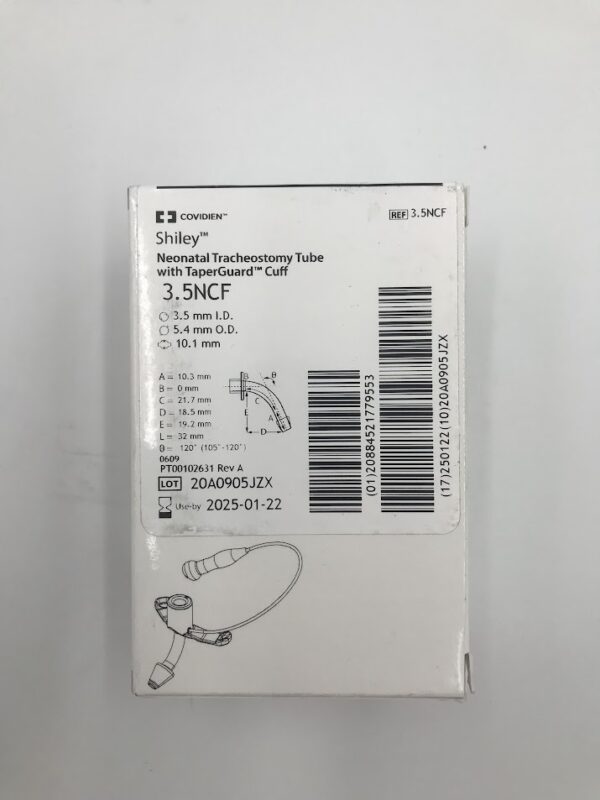 COVIDIEN™
REF 3.5NCF
Shiley™
Neonatal Tracheostomy Tube
with TaperGuard™ Cuff
3.5NCF
3.5 mm I.D.
5.4 mm O.D.
10.1 mm
A = 10.3 mm
B = 0 mm
C = 21.7 mm
D = 18.5 mm
E = 19.2 mm
L = 32 mm
θ = 120° (105°-120°)
B θ
C
E A
D
0609
PT00102631 Rev A
LOT 20A0905JZX
Use-by 2025-01-22
(01)20884521779553
(17)250122(10)20A0905JZX